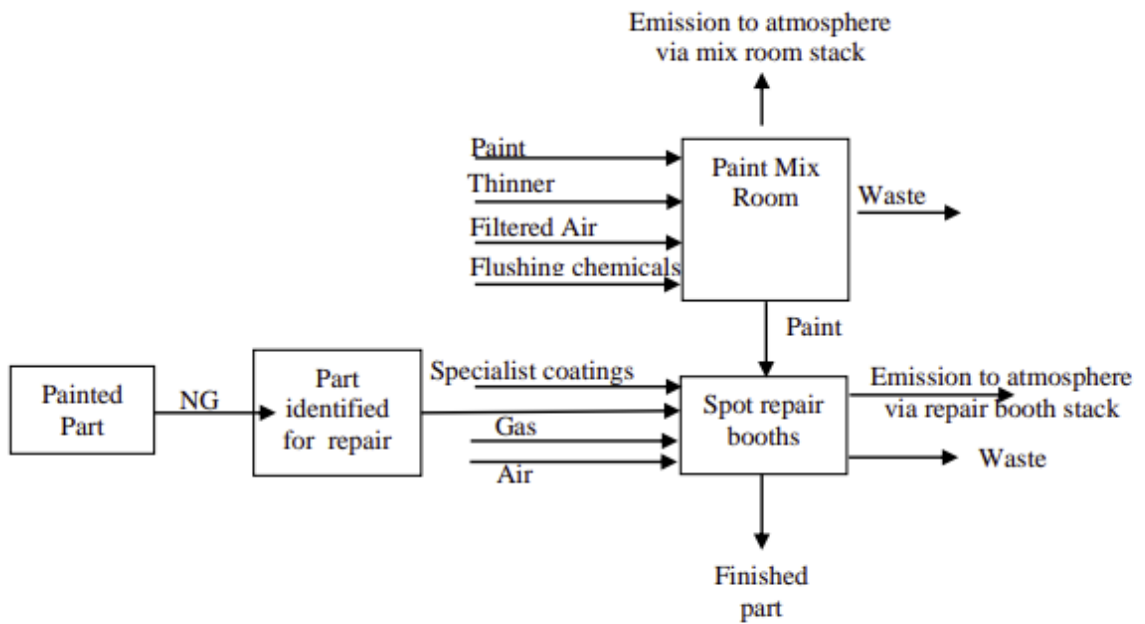 Emission to atmosphere
via mix room stack
Paint
Thinner
Filtered Air
Flushing chemicals
Paint Mix
Room
Waste
Paint
Painted
Part
NG
Part
identified
for repair
Specialist coatings
Gas
Air
Spot repair
booths
Emission to atmosphere
via repair booth stack
Waste
Finished
part